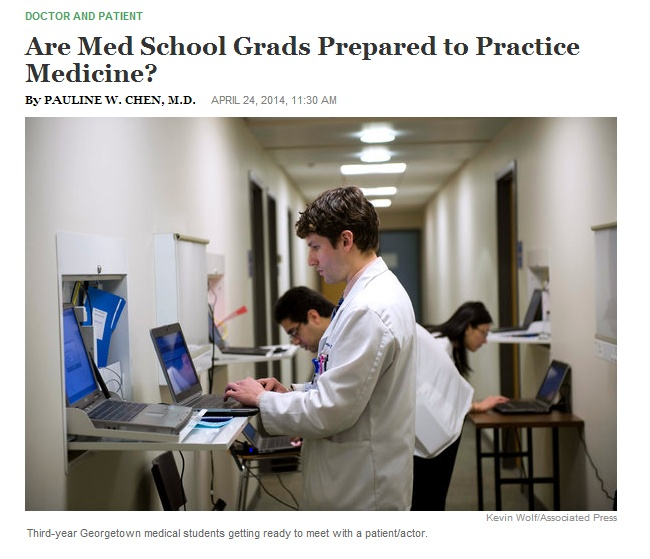 DOCTOR AND PATIENT
Are Med School Grads Prepared to Practice
Medicine?
By PAULINE W. CHEN, M.D. APRIL 24, 2014, 11:30 AM
Kevin Wolf/Associated Press
Third-year Georgetown medical students getting ready to meet with a patient/actor.